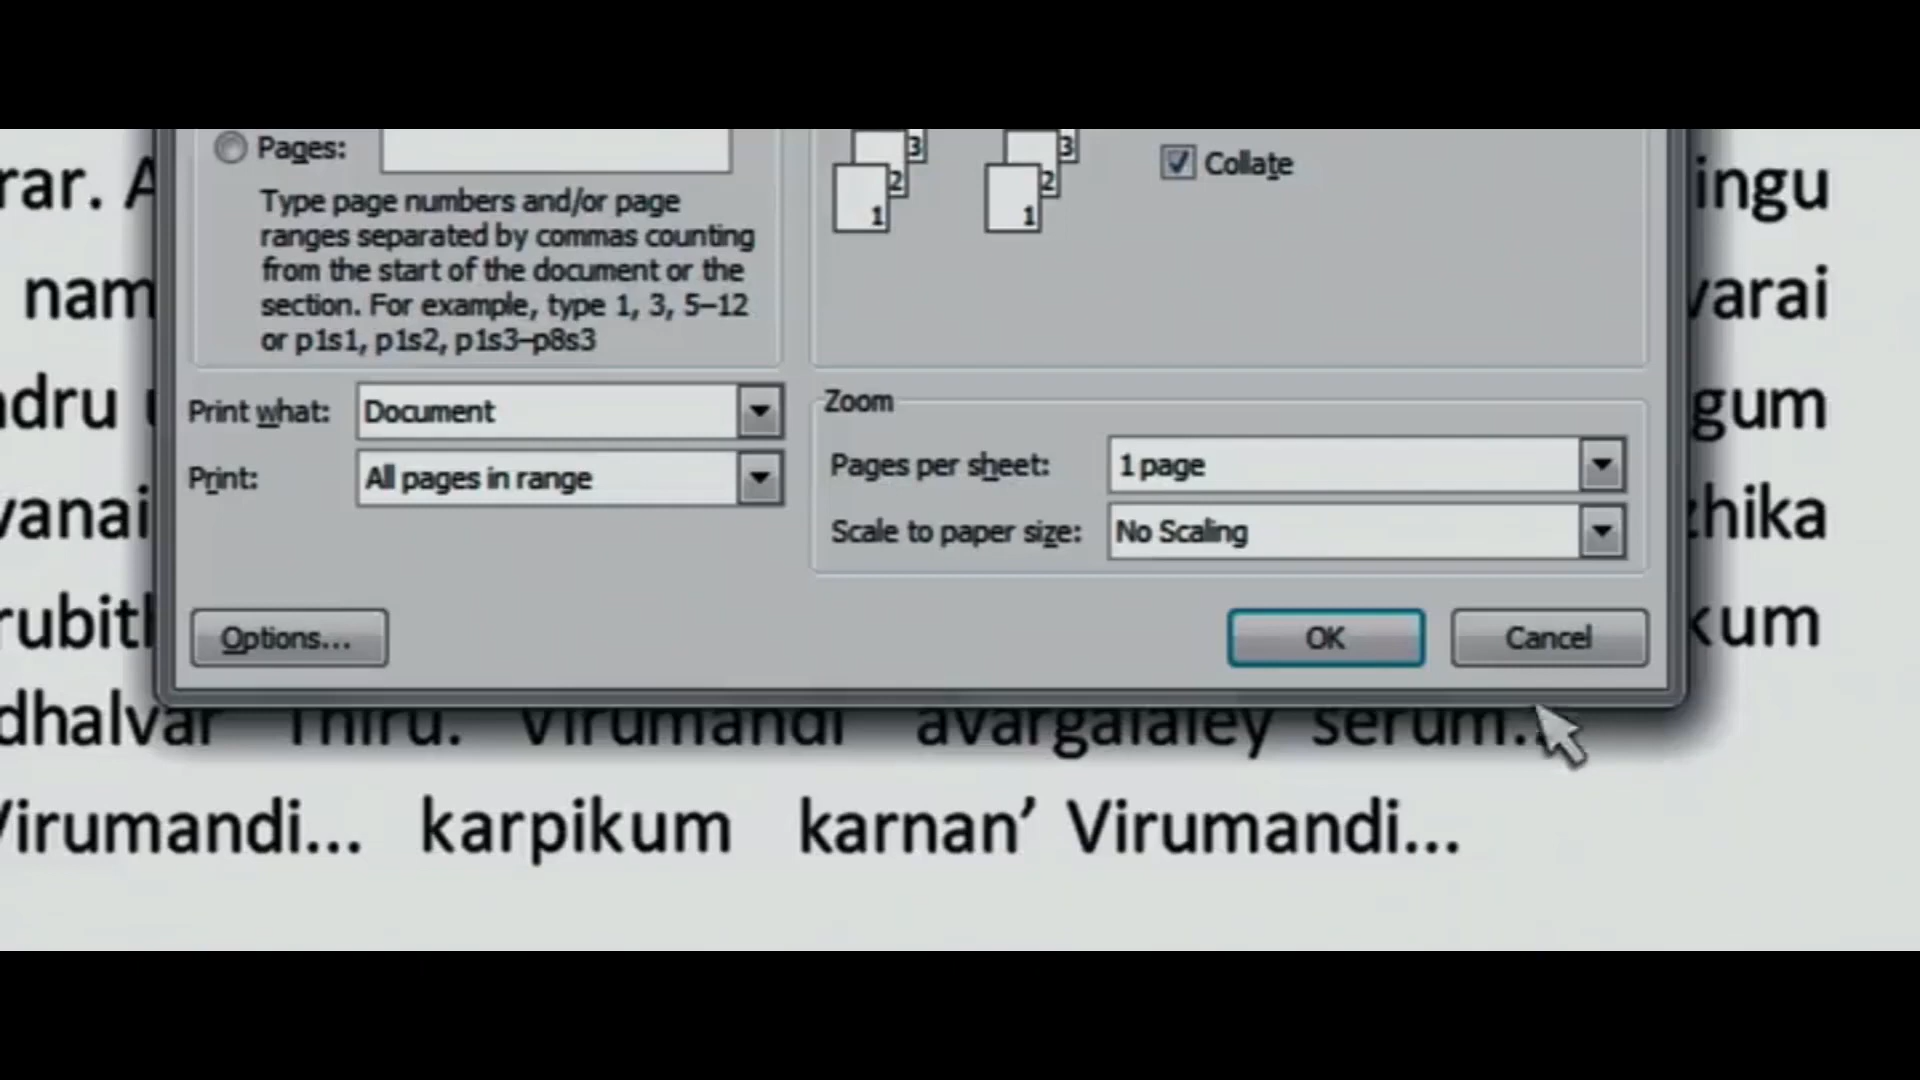 Pages:
Collate
3
2
1
3
2
1
Type page numbers and/or page
ranges separated by commas counting
from the start of the document or the
section. For example, type 1, 3, 5–12
or p1s1, p1s2, p1s3–p8s3
Print what: Document
Print: All pages in range
Zoom
Pages per sheet: 1 page
Scale to paper size: No Scaling
Options... OK Cancel
rar. ingu
nam varai
gum
vanai zhika
kum
dhalvar Thiru. Virumandi avargalaley serum..
Virumandi... karpikum karnan’ Virumandi...